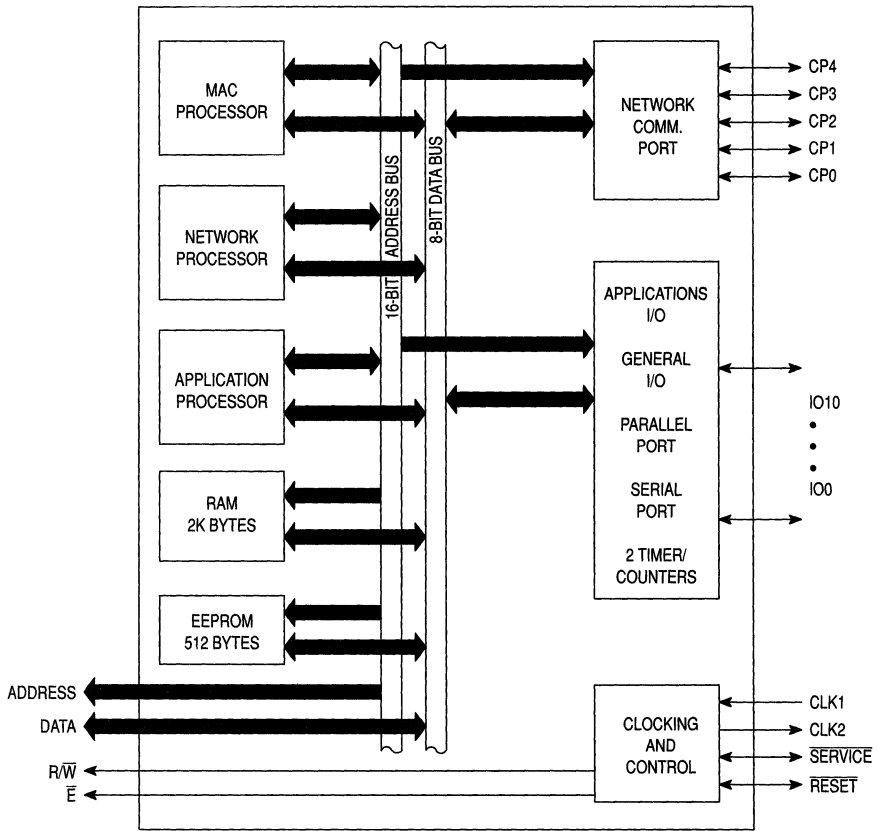 MAC
PROCESSOR
NETWORK
PROCESSOR
APPLICATION
PROCESSOR
RAM
2K BYTES
EEPROM
512 BYTES
16-BIT ADDRESS BUS
8-BIT DATA BUS
NETWORK
COMM.
PORT
CP4
CP3
CP2
CP1
CP0
APPLICATIONS
I/O
GENERAL
I/O
PARALLEL
PORT
SERIAL
PORT
2 TIMER/
COUNTERS
IO10
•
•
•
IO0
ADDRESS
DATA
R/W̅
E̅
CLOCKING
AND
CONTROL
CLK1
CLK2
S̅E̅R̅V̅I̅C̅E̅
R̅E̅S̅E̅T̅